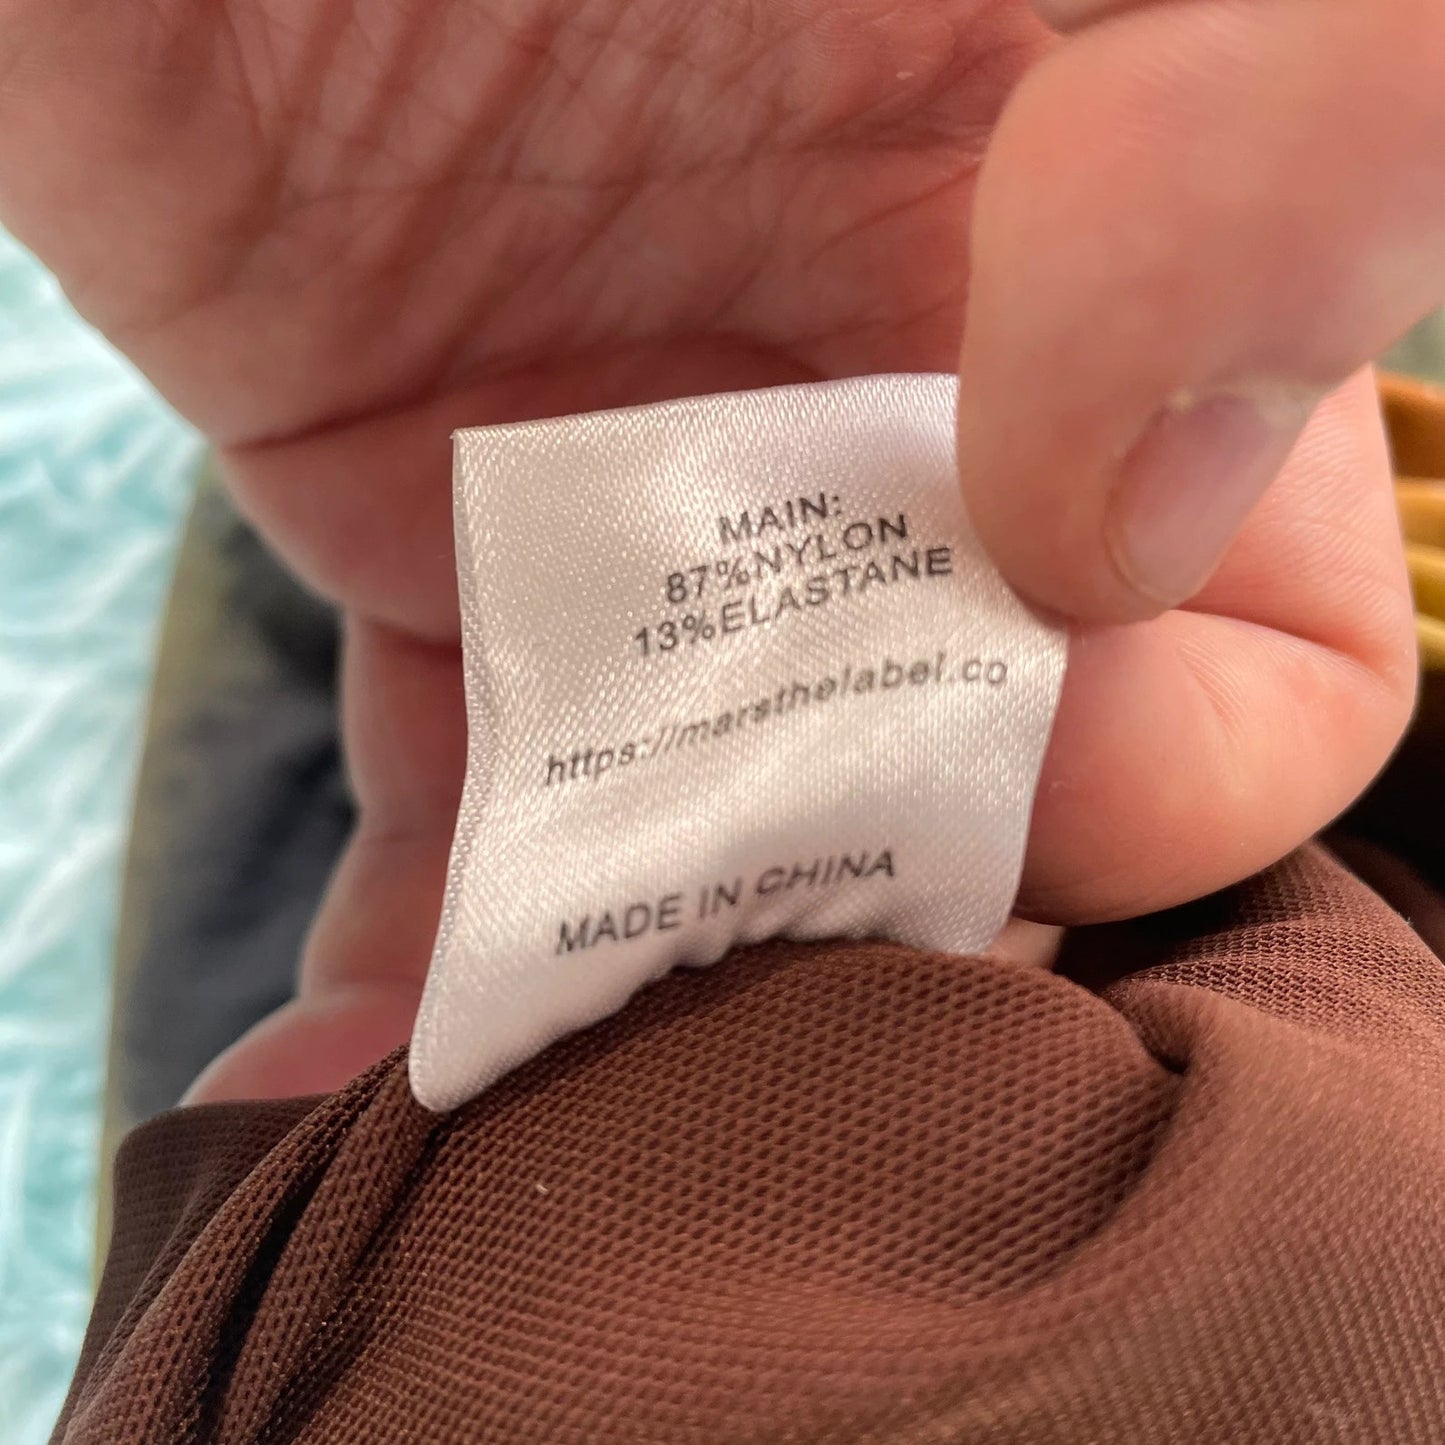 MAIN:
87%NYLON
13%ELASTANE
https://marsthelabel.co
MADE IN CHINA